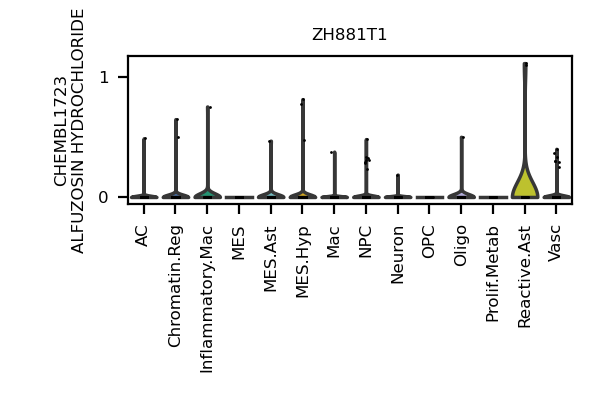 ZH881T1
CHEMBL1723
ALFUZOSIN HYDROCHLORIDE
1
0
AC
Chromatin.Reg
Inflammatory.Mac
MES
MES.Ast
MES.Hyp
Mac
NPC
Neuron
OPC
Oligo
Prolif.Metab
Reactive.Ast
Vasc